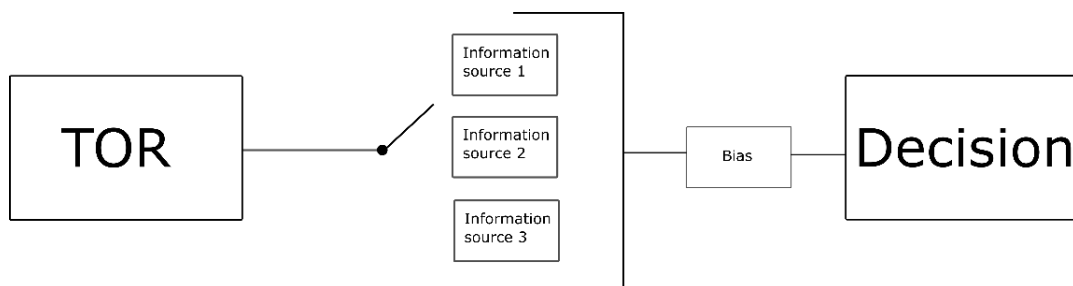 TOR
Information
source 1
Information
source 2
Information
source 3
Bias
Decision